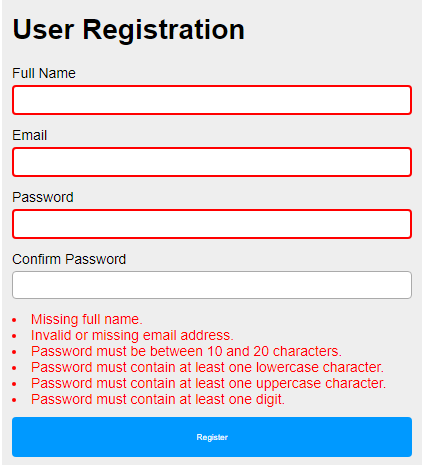 User Registration
Full Name
Email
Password
Confirm Password
Missing full name.
Invalid or missing email address.
Password must be between 10 and 20 characters.
Password must contain at least one lowercase character.
Password must contain at least one uppercase character.
Password must contain at least one digit.
Register